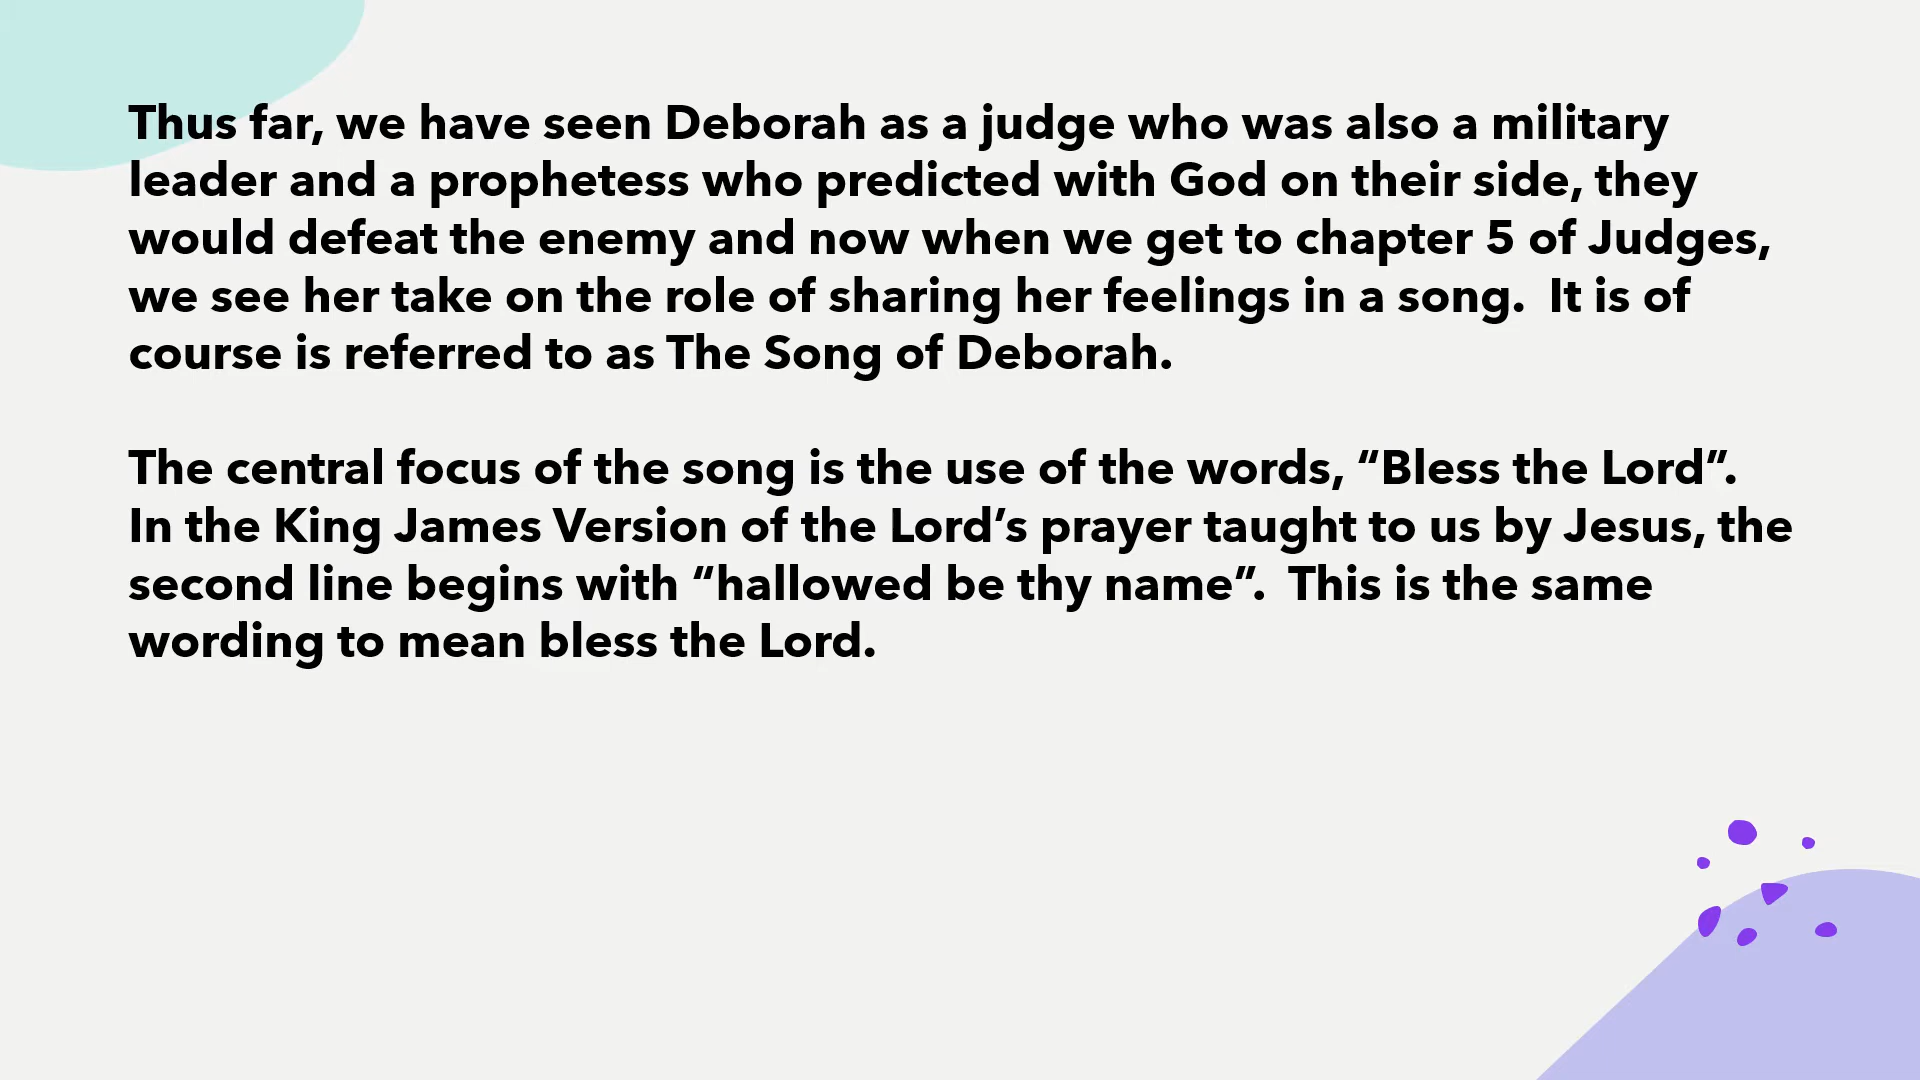 Thus far, we have seen Deborah as a judge who was also a military
leader and a prophetess who predicted with God on their side, they
would defeat the enemy and now when we get to chapter 5 of Judges,
we see her take on the role of sharing her feelings in a song.  It is of
course is referred to as The Song of Deborah.
The central focus of the song is the use of the words, “Bless the Lord”.
In the King James Version of the Lord’s prayer taught to us by Jesus, the
second line begins with “hallowed be thy name”.  This is the same
wording to mean bless the Lord.